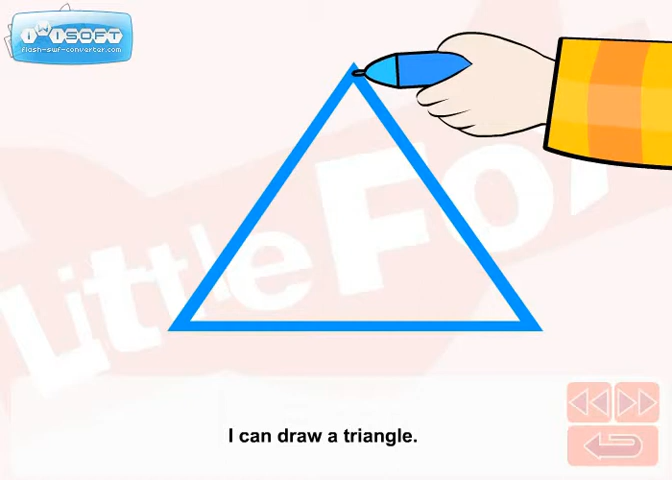 iWiSOFT
flash-swf-converter.com
Little Fox
I can draw a triangle.